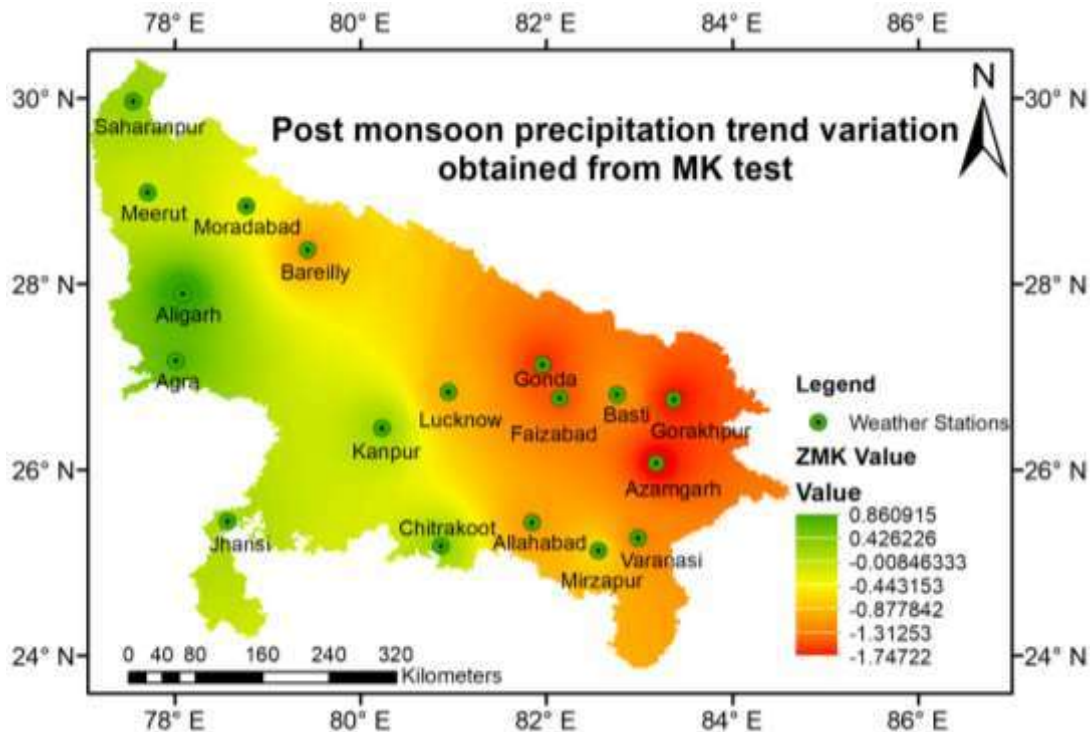 78° E 80° E 82° E 84° E 86° E
30° N 30° N
N
Post monsoon precipitation trend variation
obtained from MK test
Saharanpur
Meerut
Moradabad
Bareilly
28° N 28° N
Aligarh
Agra
Gonda
Lucknow
Faizabad
Basti
Gorakhpur
Kanpur
26° N 26° N
Azamgarh
Jhansi
Chitrakoot
Allahabad
Varanasi
Mirzapur
Legend
Weather Stations
ZMK Value
Value
0.860915
0.426226
-0.00846333
-0.443153
-0.877842
-1.31253
-1.74722
24° N 24° N
0 40 80 160 240 320
Kilometers
78° E 80° E 82° E 84° E 86° E